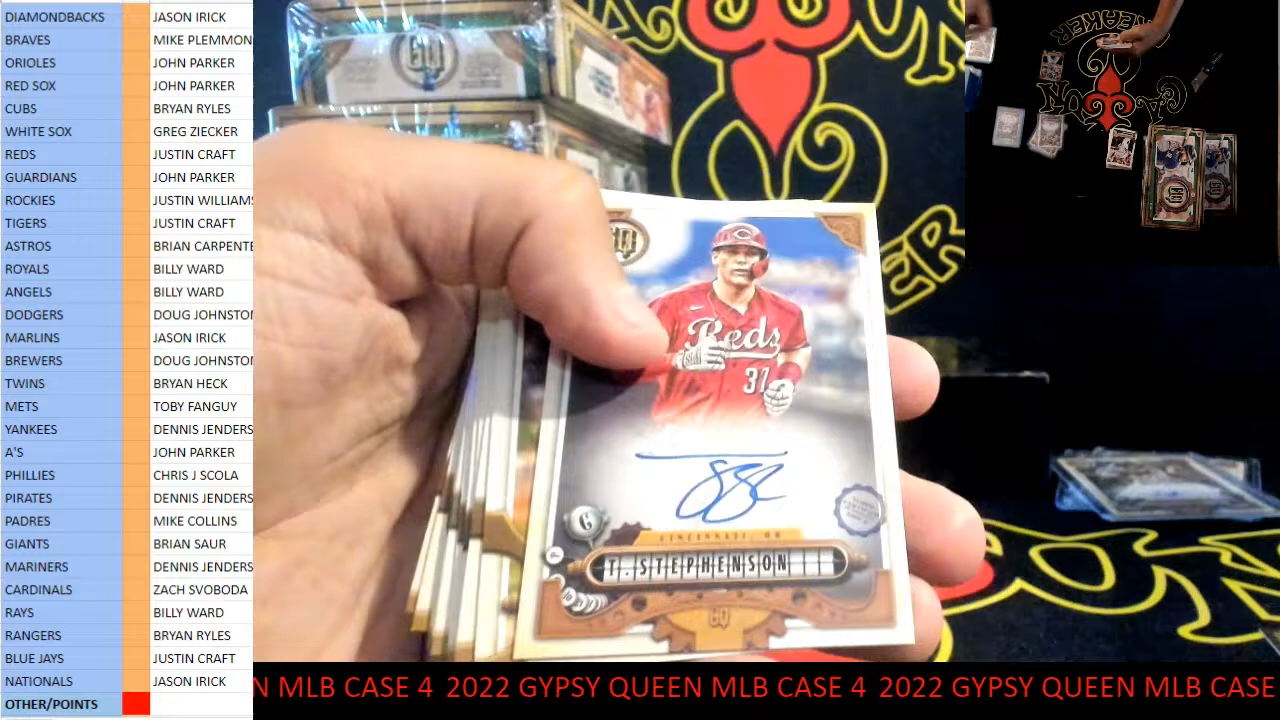 DIAMONDBACKS JASON IRICK
BRAVES MIKE PLEMMON
ORIOLES JOHN PARKER
RED SOX JOHN PARKER
CUBS BRYAN RYLES
WHITE SOX GREG ZIECKER
REDS JUSTIN CRAFT
GUARDIANS JOHN PARKER
ROCKIES JUSTIN WILLIAMS
TIGERS JUSTIN CRAFT
ASTROS BRIAN CARPENTE
ROYALS BILLY WARD
ANGELS BILLY WARD
DODGERS DOUG JOHNSTON
MARLINS JASON IRICK
BREWERS DOUG JOHNSTON
TWINS BRYAN HECK
METS TOBY FANGUY
YANKEES DENNIS JENDERS
A'S JOHN PARKER
PHILLIES CHRIS J SCOLA
PIRATES DENNIS JENDERS
PADRES MIKE COLLINS
GIANTS BRIAN SAUR
MARINERS DENNIS JENDERS
CARDINALS ZACH SVOBODA
RAYS BILLY WARD
RANGERS BRYAN RYLES
BLUE JAYS JUSTIN CRAFT
NATIONALS JASON IRICK
OTHER/POINTS
GQ
GQ
C
Reds
37
C
CINCINNATI, OH
T. STEPHENSON
GQ
ER
N MLB CASE 4 2022 GYPSY QUEEN MLB CASE 4 2022 GYPSY QUEEN MLB CASE